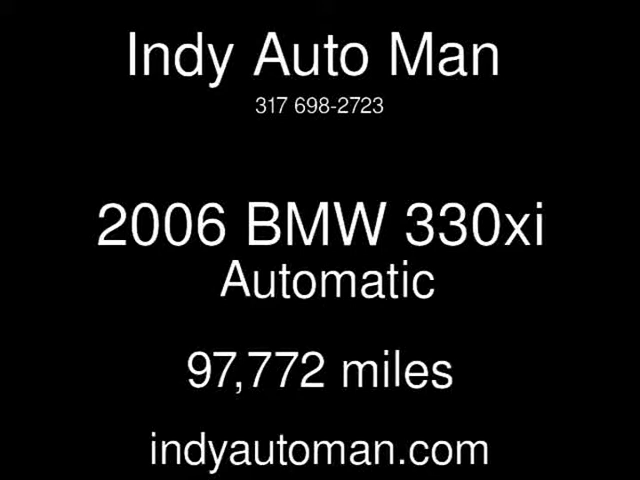 Indy Auto Man
317 698-2723
2006 BMW 330xi
Automatic
97,772 miles
indyautoman.com